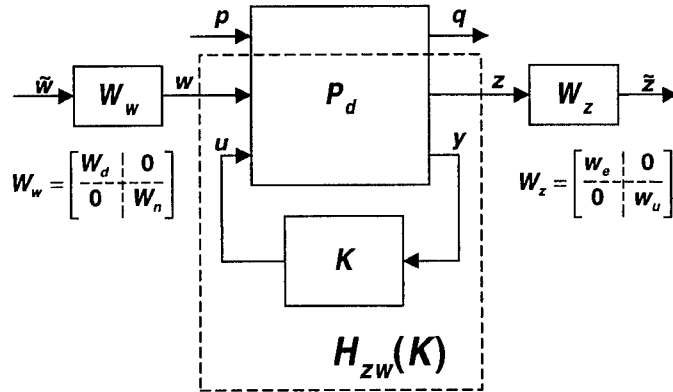 p q
w̃ W_w w P_d z W_z z̃
u y
W_w = [ W_d | 0 ; 0 | W_n ]
W_z = [ w_e | 0 ; 0 | w_u ]
K
H_zw(K)